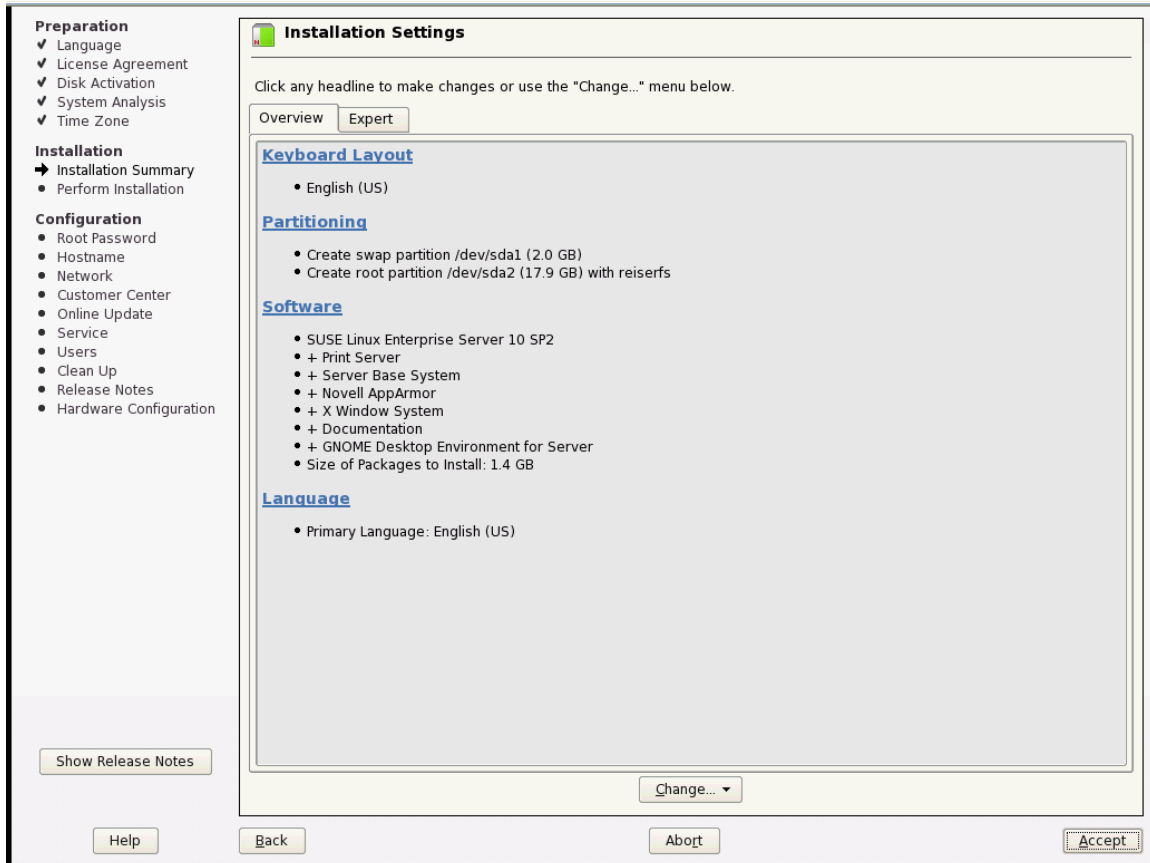 Preparation
Language
License Agreement
Disk Activation
System Analysis
Time Zone
Installation
Installation Summary
Perform Installation
Configuration
Root Password
Hostname
Network
Customer Center
Online Update
Service
Users
Clean Up
Release Notes
Hardware Configuration
Show Release Notes
Help
Installation Settings
Click any headline to make changes or use the "Change..." menu below.
Overview
Expert
Keyboard Layout
• English (US)
Partitioning
• Create swap partition /dev/sda1 (2.0 GB)
• Create root partition /dev/sda2 (17.9 GB) with reiserfs
Software
• SUSE Linux Enterprise Server 10 SP2
• + Print Server
• + Server Base System
• + Novell AppArmor
• + X Window System
• + Documentation
• + GNOME Desktop Environment for Server
• Size of Packages to Install: 1.4 GB
Language
• Primary Language: English (US)
Change...
Back
Abort
Accept